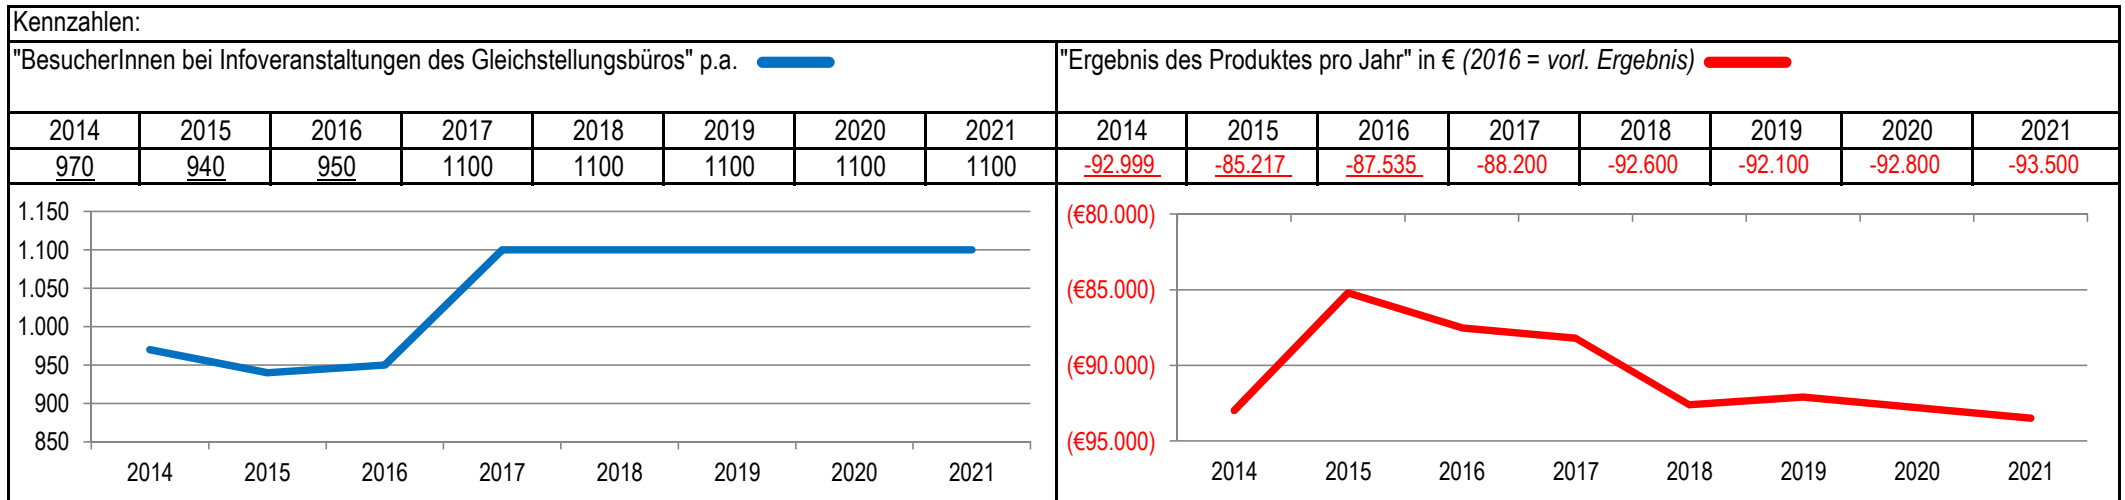 Kennzahlen:
"BesucherInnen bei Infoveranstaltungen des Gleichstellungsbüros" p.a.
"Ergebnis des Produktes pro Jahr" in € (2016 = vorl. Ergebnis)
2014 2015 2016 2017 2018 2019 2020 2021 2014 2015 2016 2017 2018 2019 2020 2021
970 940 950 1100 1100 1100 1100 1100 -92.999 -85.217 -87.535 -88.200 -92.600 -92.100 -92.800 -93.500
1.150
1.100
1.050
1.000
950
900
850
2014 2015 2016 2017 2018 2019 2020 2021
(€80.000)
(€85.000)
(€90.000)
(€95.000)
2014 2015 2016 2017 2018 2019 2020 2021